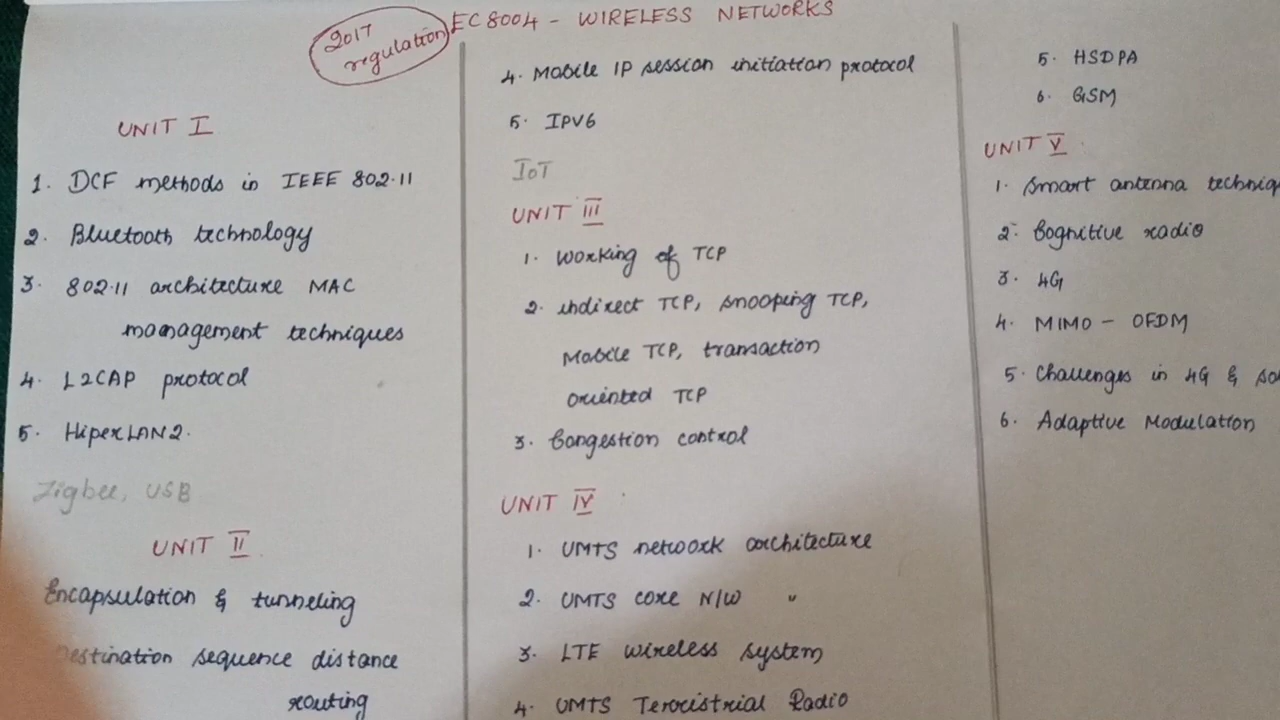 2017 regulation
EC8004 - WIRELESS NETWORKS
UNIT I
1. DCF methods in IEEE 802.11
2. Bluetooth technology
3. 802.11 architecture MAC
management techniques
4. L2CAP protocol
5. HiperLAN2.
Zigbee, USB
UNIT II
Encapsulation & tunneling
Destination sequence distance
routing
4. Mobile IP session initiation protocol
5. IPV6
IoT
UNIT III
1. Working of TCP
2. indirect TCP, snooping TCP,
Mobile TCP, transaction
oriented TCP
3. Congestion control
UNIT IV
1. UMTS network architecture
2. UMTS core N/W "
3. LTE wireless system
4. UMTS Terristrial Radio
5. HSDPA
6. GSM
UNIT V
1. Smart antenna techniq
2. Cognitive radio
3. 4G
4. MIMO - OFDM
5. Challenges in 4G &
6. Adaptive Modulation